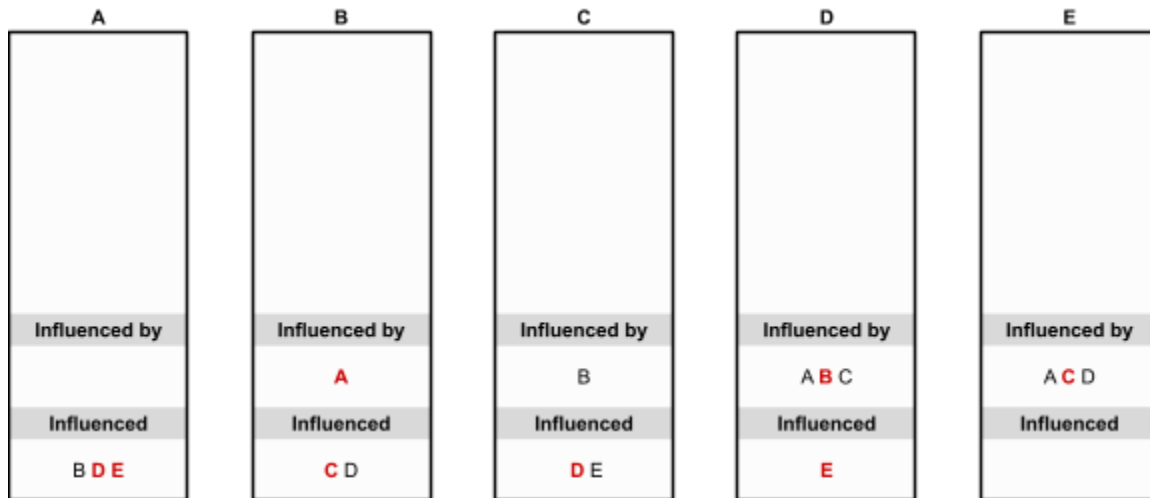 A B C D E
Influenced by Influenced by Influenced by Influenced by Influenced by
A B A B C A C D
Influenced Influenced Influenced Influenced Influenced
B D E C D D E E